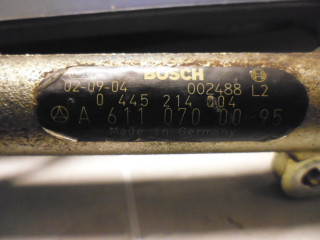 BOSCH
02-09-04 002488 L2
0 445 214 004
A 611 070 00 95
Made in Germany